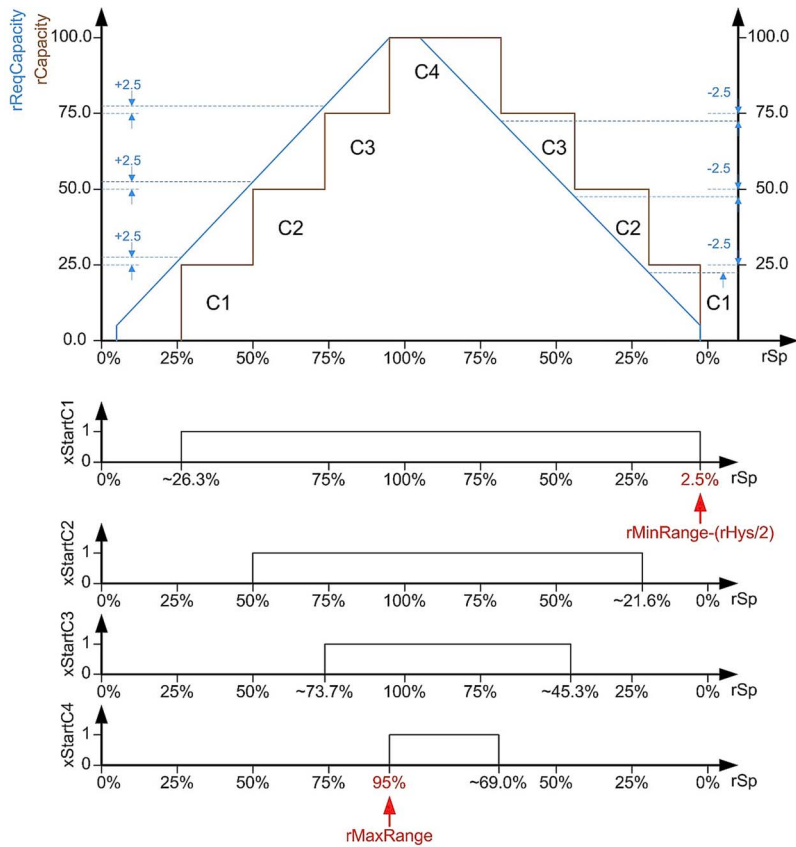 rReqCapacity
rCapacity
100.0
75.0
50.0
25.0
0.0
+2.5
+2.5
+2.5
C1
C2
C3
C4
C3
C2
C1
-2.5
-2.5
-2.5
100.0
75.0
50.0
25.0
0% 25% 50% 75% 100% 75% 50% 25% 0% rSp
xStartC1
1
0
0% ~26.3% 75% 100% 75% 50% 25% 2.5% rSp
rMinRange-(rHys/2)
xStartC2
1
0
0% 25% 50% 75% 100% 75% 50% ~21.6% 0% rSp
xStartC3
1
0
0% 25% 50% ~73.7% 100% 75% ~45.3% 25% 0% rSp
xStartC4
1
0
0% 25% 50% 75% 95% ~69.0% 50% 25% 0% rSp
rMaxRange